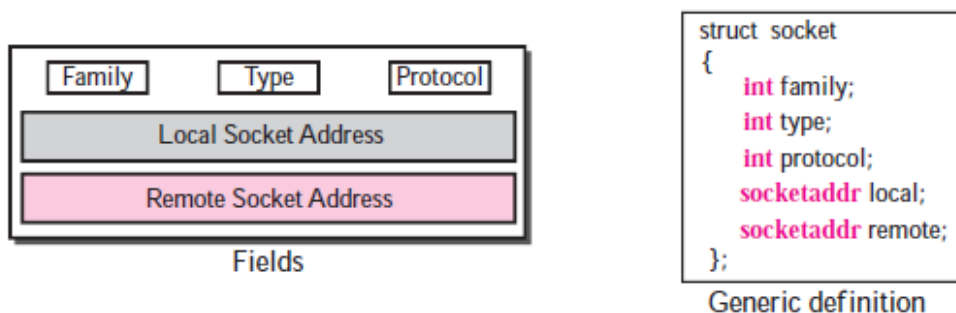 Family Type Protocol
Local Socket Address
Remote Socket Address
Fields
struct socket
{
int family;
int type;
int protocol;
socketaddr local;
socketaddr remote;
};
Generic definition